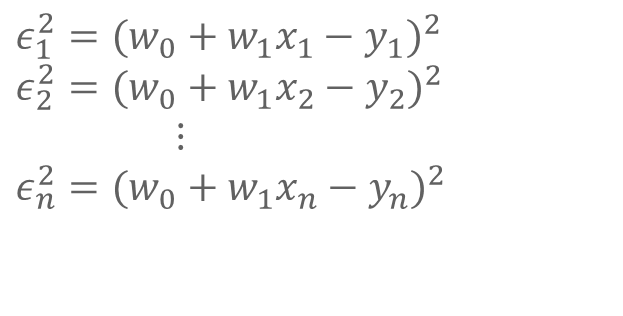 ϵ₁² = (w₀ + w₁x₁ − y₁)²
ϵ₂² = (w₀ + w₁x₂ − y₂)²
⋮
ϵₙ² = (w₀ + w₁xₙ − yₙ)²